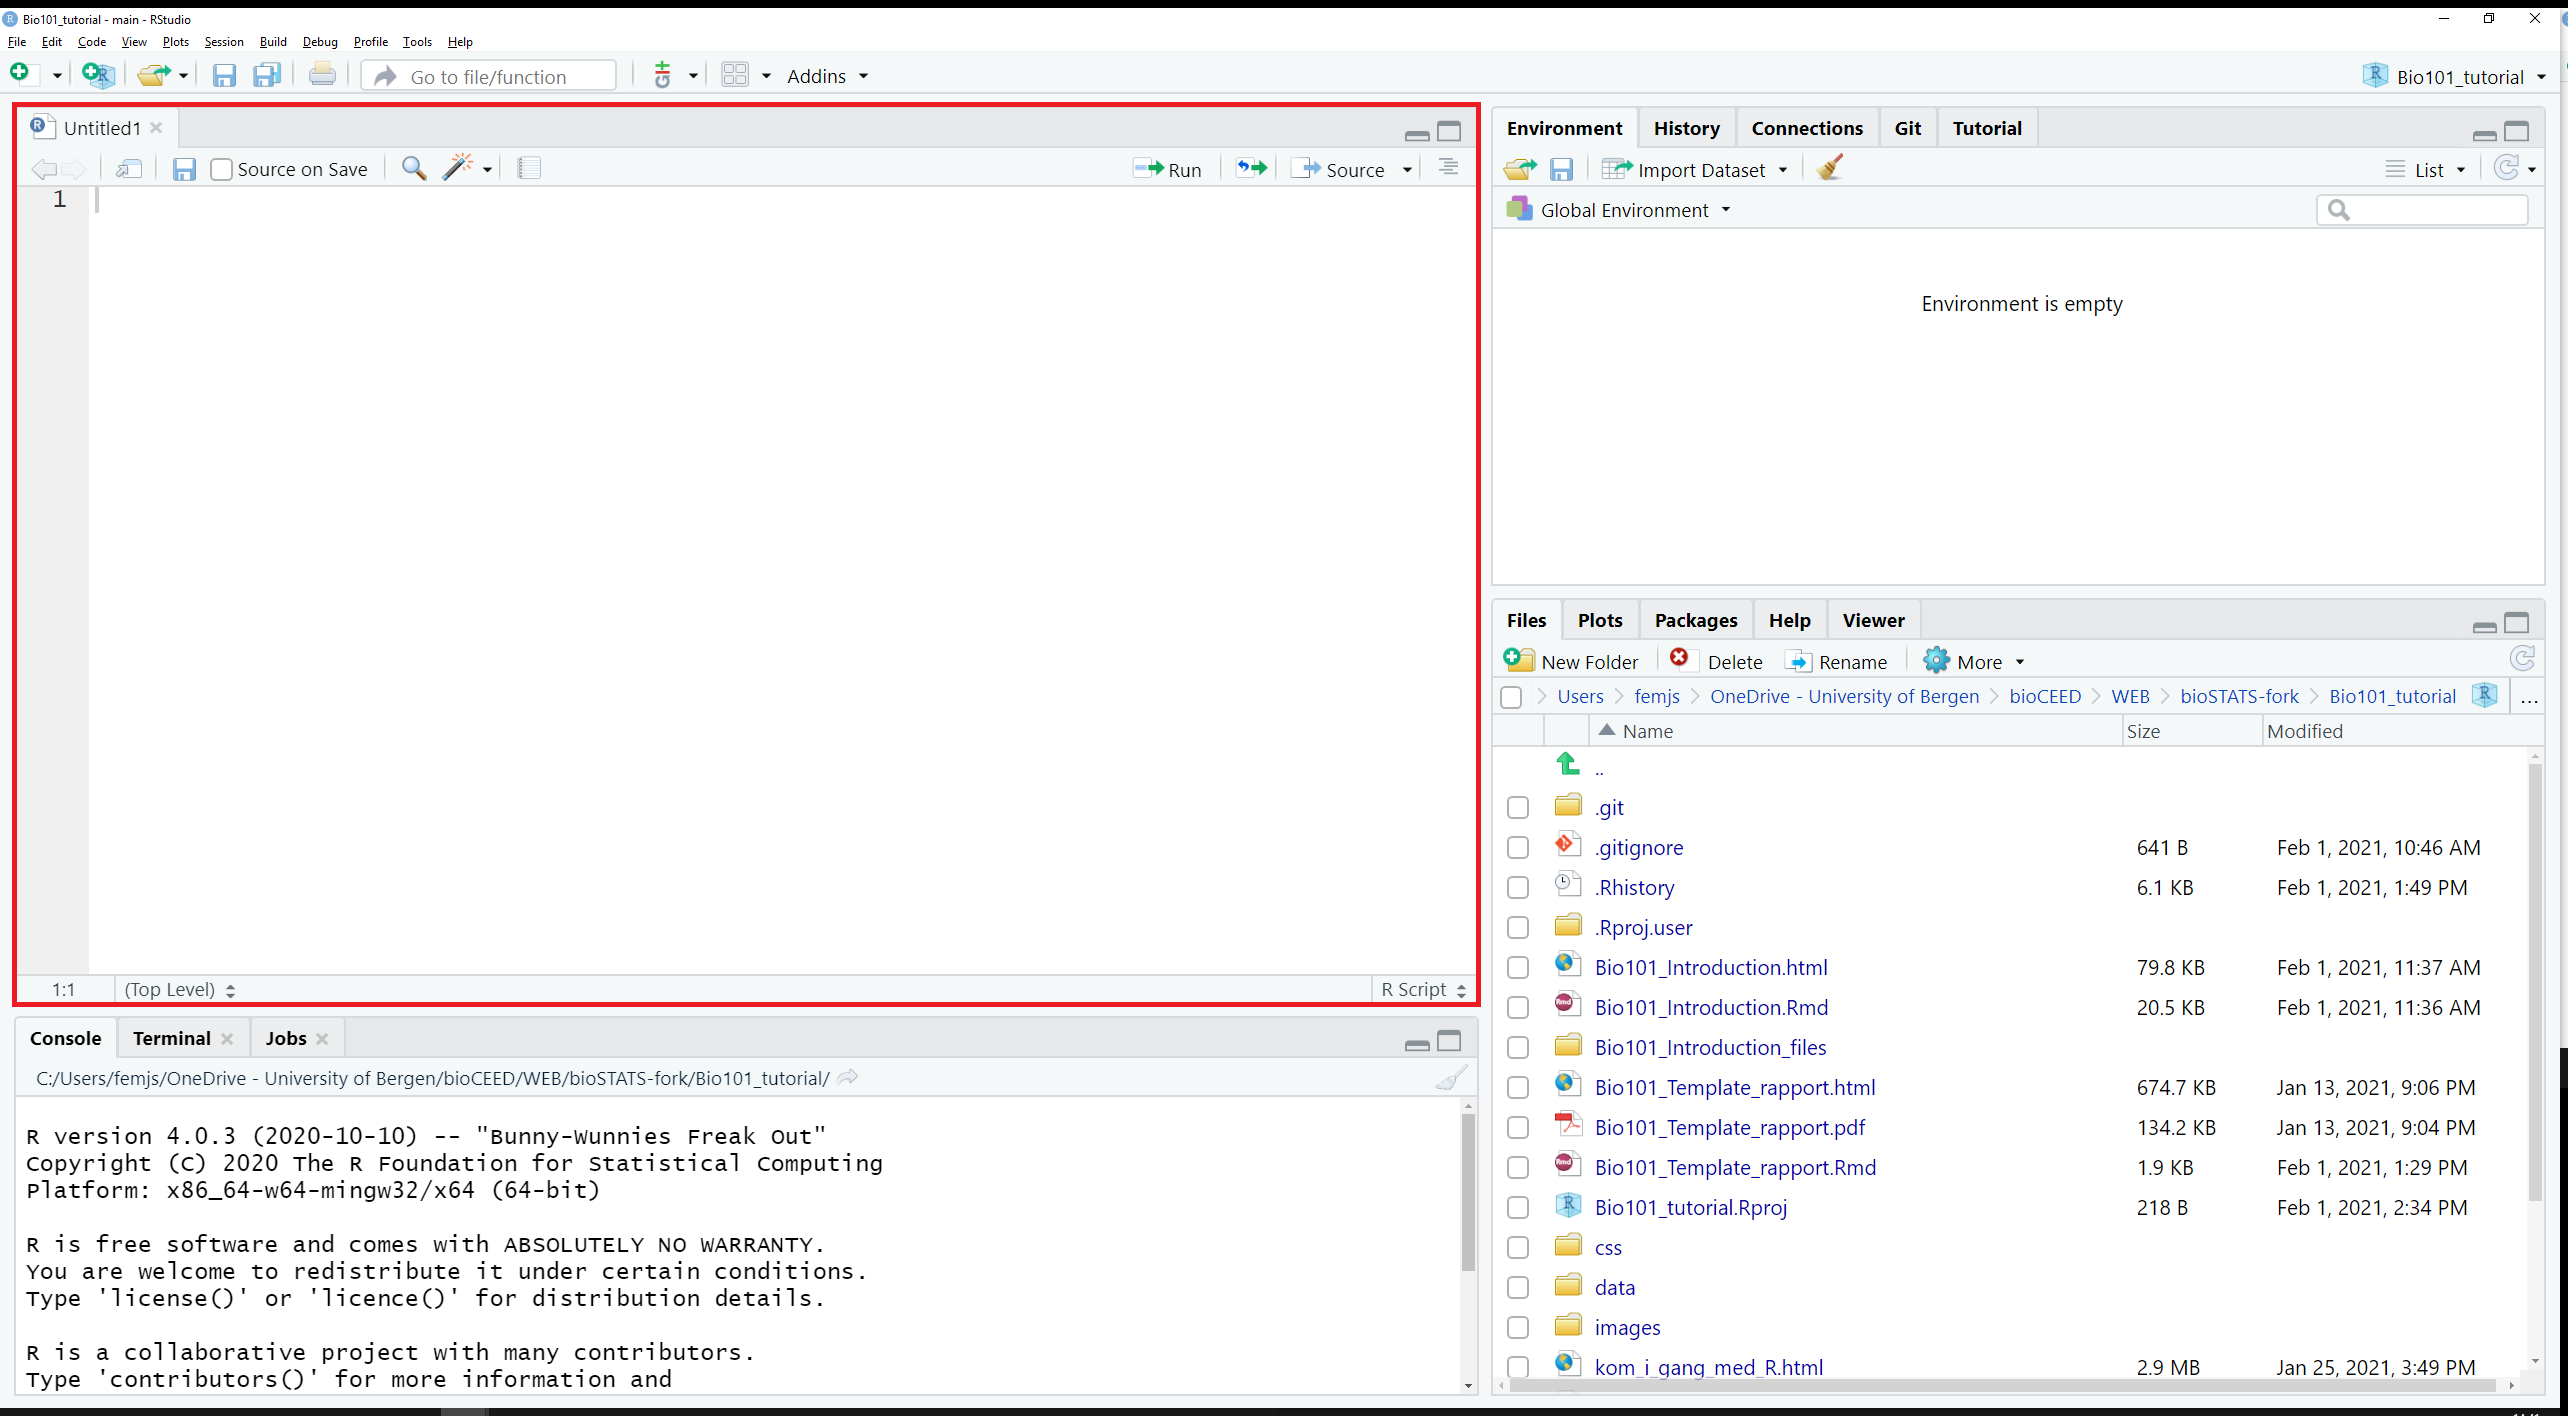 Bio101_tutorial - main - RStudio
File Edit Code View Plots Session Build Debug Profile Tools Help
Go to file/function Addins Bio101_tutorial
Untitled1
Source on Save Run Source
1
1:1 (Top Level) R Script
Console Terminal Jobs
C:/Users/femjs/OneDrive - University of Bergen/bioCEED/WEB/bioSTATS-fork/Bio101_tutorial/
R version 4.0.3 (2020-10-10) -- "Bunny-Wunnies Freak Out"
Copyright (C) 2020 The R Foundation for Statistical Computing
Platform: x86_64-w64-mingw32/x64 (64-bit)
R is free software and comes with ABSOLUTELY NO WARRANTY.
You are welcome to redistribute it under certain conditions.
Type 'license()' or 'licence()' for distribution details.
R is a collaborative project with many contributors.
Type 'contributors()' for more information and
Environment History Connections Git Tutorial
Import Dataset List
Global Environment
Environment is empty
Files Plots Packages Help Viewer
New Folder Delete Rename More
Users femjs OneDrive - University of Bergen bioCEED WEB bioSTATS-fork Bio101_tutorial ...
Name Size Modified
..
.git
.gitignore 641 B Feb 1, 2021, 10:46 AM
.Rhistory 6.1 KB Feb 1, 2021, 1:49 PM
.Rproj.user
Bio101_Introduction.html 79.8 KB Feb 1, 2021, 11:37 AM
Bio101_Introduction.Rmd 20.5 KB Feb 1, 2021, 11:36 AM
Bio101_Introduction_files
Bio101_Template_rapport.html 674.7 KB Jan 13, 2021, 9:06 PM
Bio101_Template_rapport.pdf 134.2 KB Jan 13, 2021, 9:04 PM
Bio101_Template_rapport.Rmd 1.9 KB Feb 1, 2021, 1:29 PM
Bio101_tutorial.Rproj 218 B Feb 1, 2021, 2:34 PM
css
data
images
kom_i_gang_med_R.html 2.9 MB Jan 25, 2021, 3:49 PM